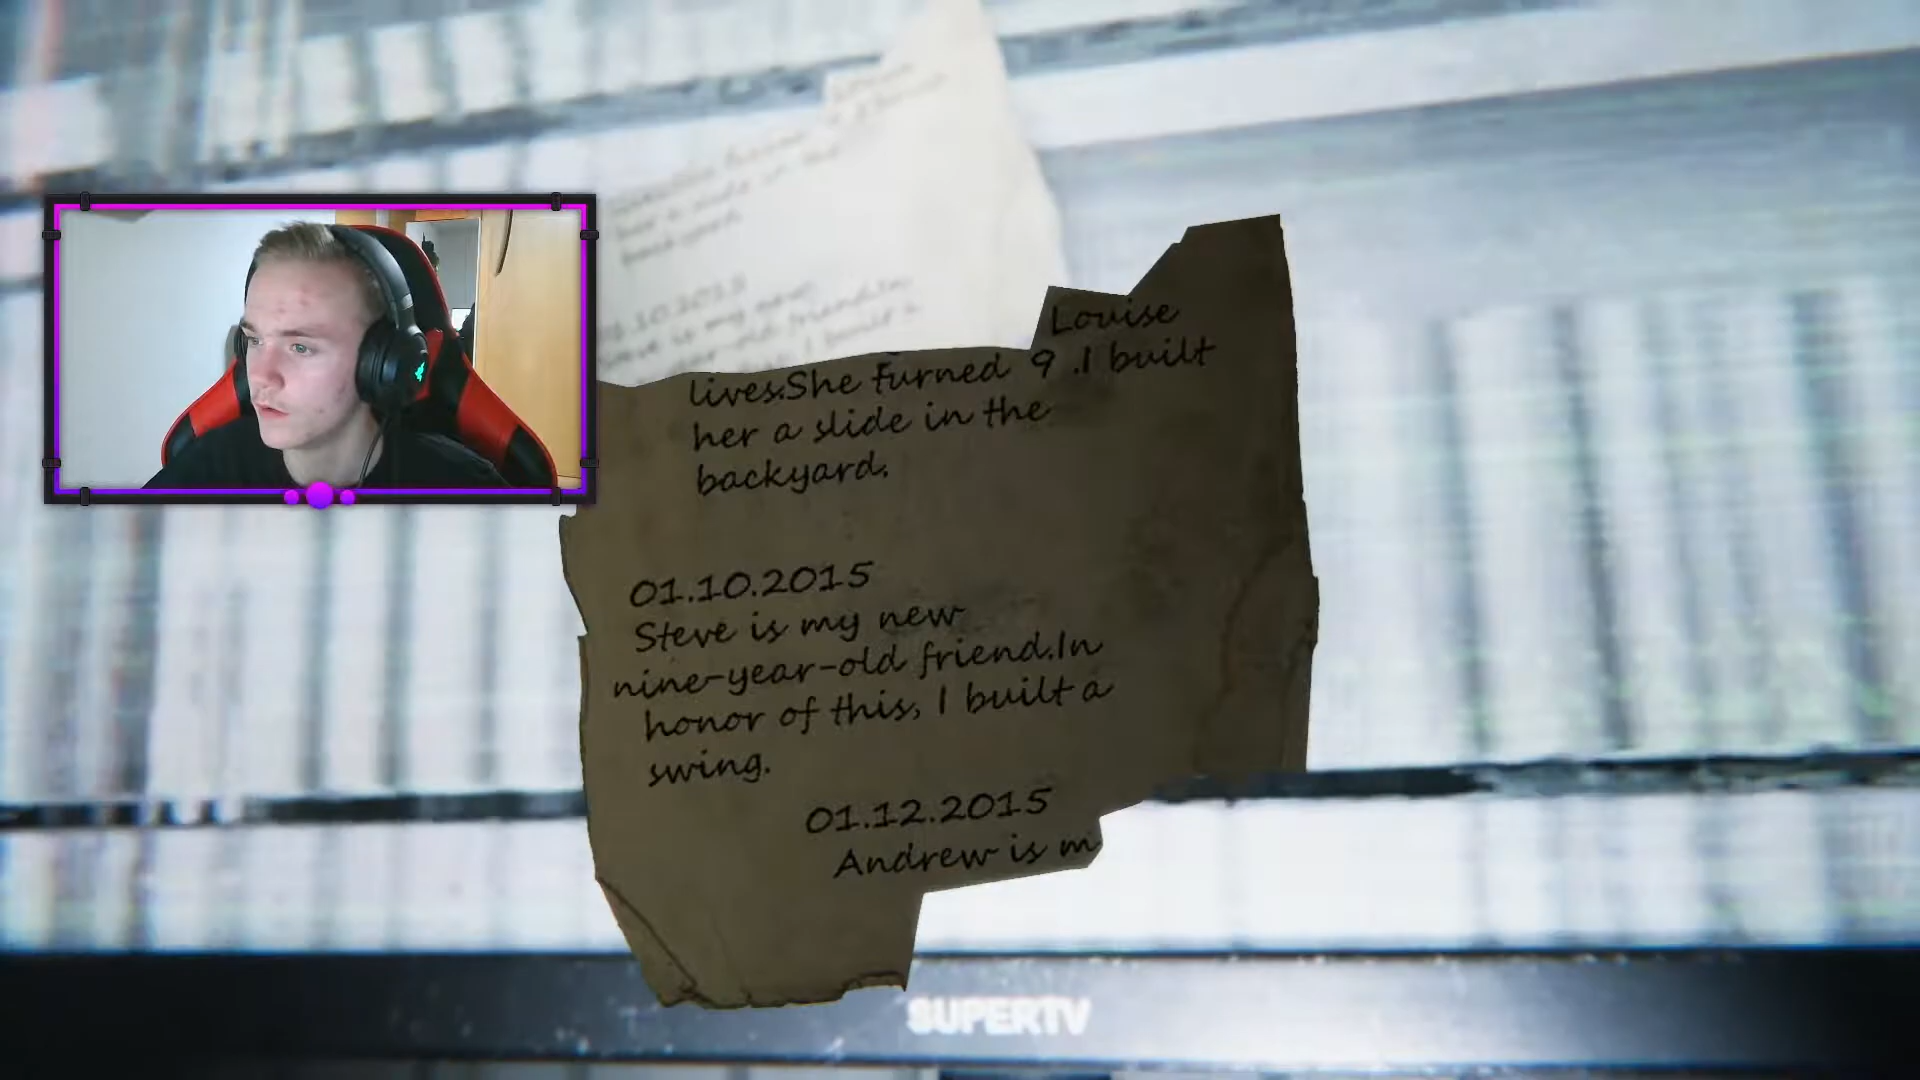 Louise
lives.She turned 9 .I built
her a slide in the
backyard.
01.10.2015
Steve is my new
nine-year-old friend.In
honor of this, I built a
swing.
01.12.2015
Andrew is m
SUPERTV